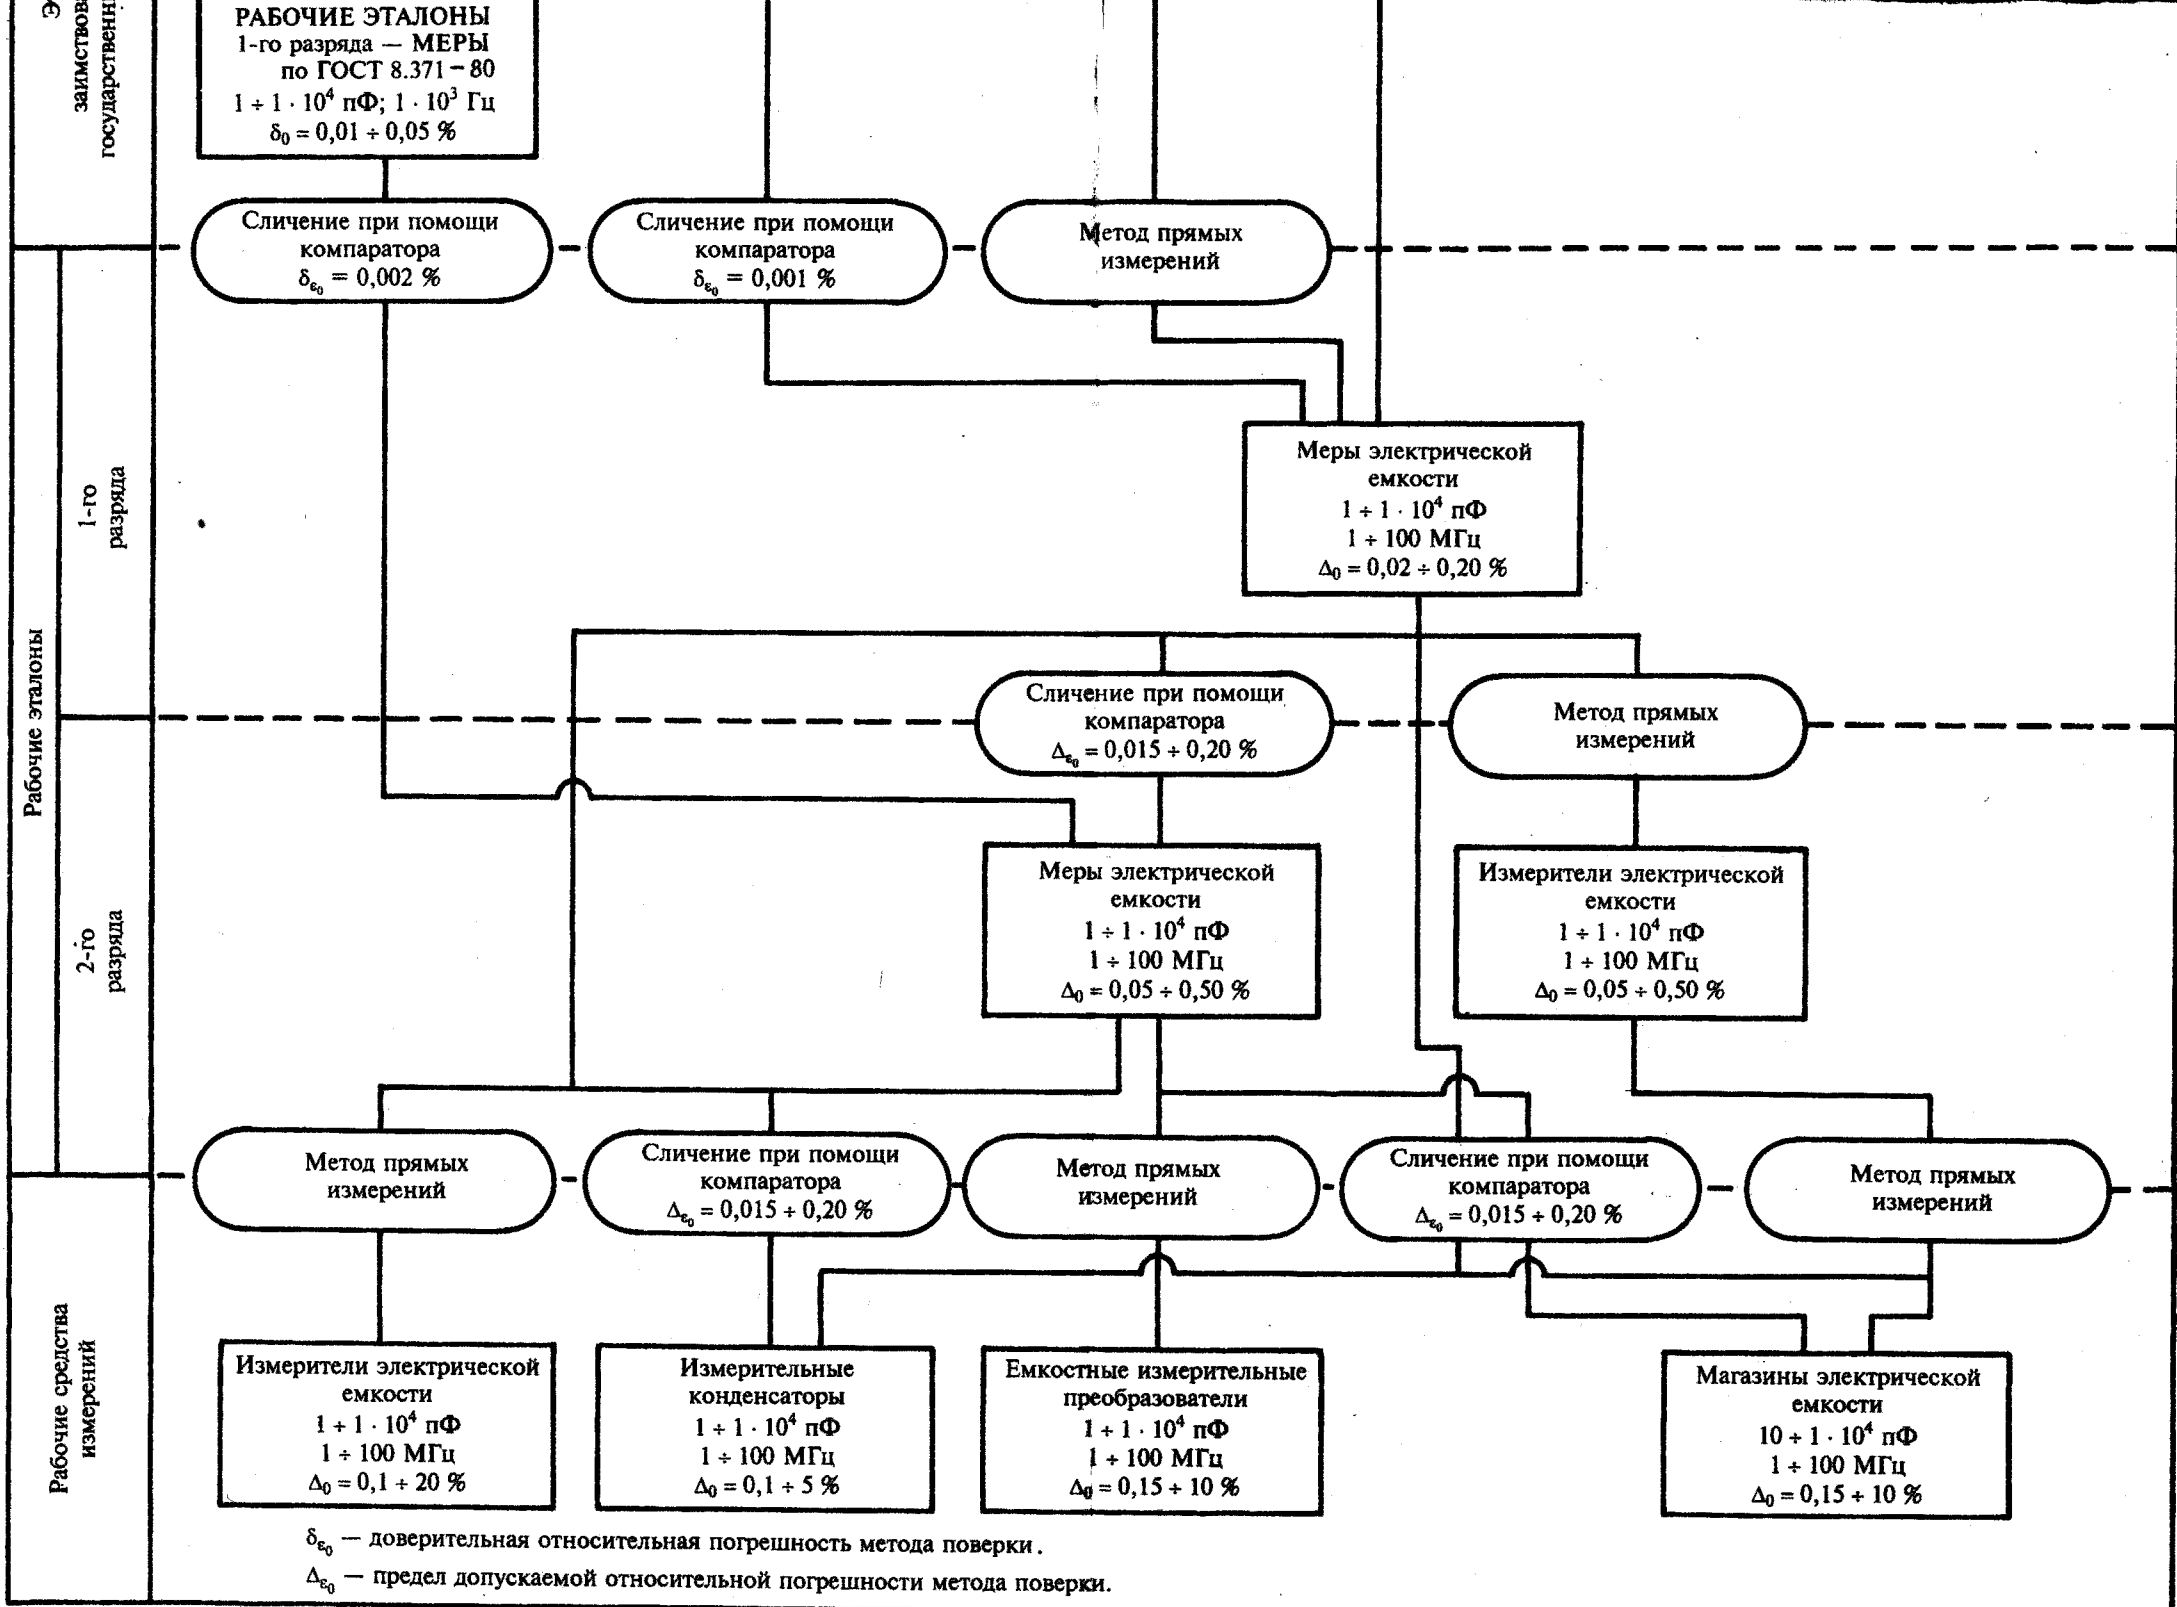 Э
заимствова
государственн
РАБОЧИЕ ЭТАЛОНЫ
1-го разряда — МЕРЫ
по ГОСТ 8.371−80
1 ÷ 1 · 10⁴ пФ; 1 · 10³ Гц
δ₀ = 0,01 ÷ 0,05 %
Сличение при помощи
компаратора
δε₀ = 0,002 %
Сличение при помощи
компаратора
δε₀ = 0,001 %
Метод прямых
измерений
Рабочие эталоны
1-го
разряда
Меры электрической
емкости
1 ÷ 1 · 10⁴ пФ
1 ÷ 100 МГц
Δ₀ = 0,02 ÷ 0,20 %
Сличение при помощи
компаратора
Δε₀ = 0,015 ÷ 0,20 %
Метод прямых
измерений
2-го
разряда
Меры электрической
емкости
1 ÷ 1 · 10⁴ пФ
1 ÷ 100 МГц
Δ₀ = 0,05 ÷ 0,50 %
Измерители электрической
емкости
1 ÷ 1 · 10⁴ пФ
1 ÷ 100 МГц
Δ₀ = 0,05 ÷ 0,50 %
Метод прямых
измерений
Сличение при помощи
компаратора
Δε₀ = 0,015 ÷ 0,20 %
Метод прямых
измерений
Сличение при помощи
компаратора
Δε₀ = 0,015 ÷ 0,20 %
Метод прямых
измерений
Рабочие средства
измерений
Измерители электрической
емкости
1 ÷ 1 · 10⁴ пФ
1 ÷ 100 МГц
Δ₀ = 0,1 ÷ 20 %
Измерительные
конденсаторы
1 ÷ 1 · 10⁴ пФ
1 ÷ 100 МГц
Δ₀ = 0,1 ÷ 5 %
Емкостные измерительные
преобразователи
1 ÷ 1 · 10⁴ пФ
1 ÷ 100 МГц
Δ₀ = 0,15 ÷ 10 %
Магазины электрической
емкости
10 ÷ 1 · 10⁴ пФ
1 ÷ 100 МГц
Δ₀ = 0,15 ÷ 10 %
δε₀ — доверительная относительная погрешность метода поверки.
Δε₀ — предел допускаемой относительной погрешности метода поверки.